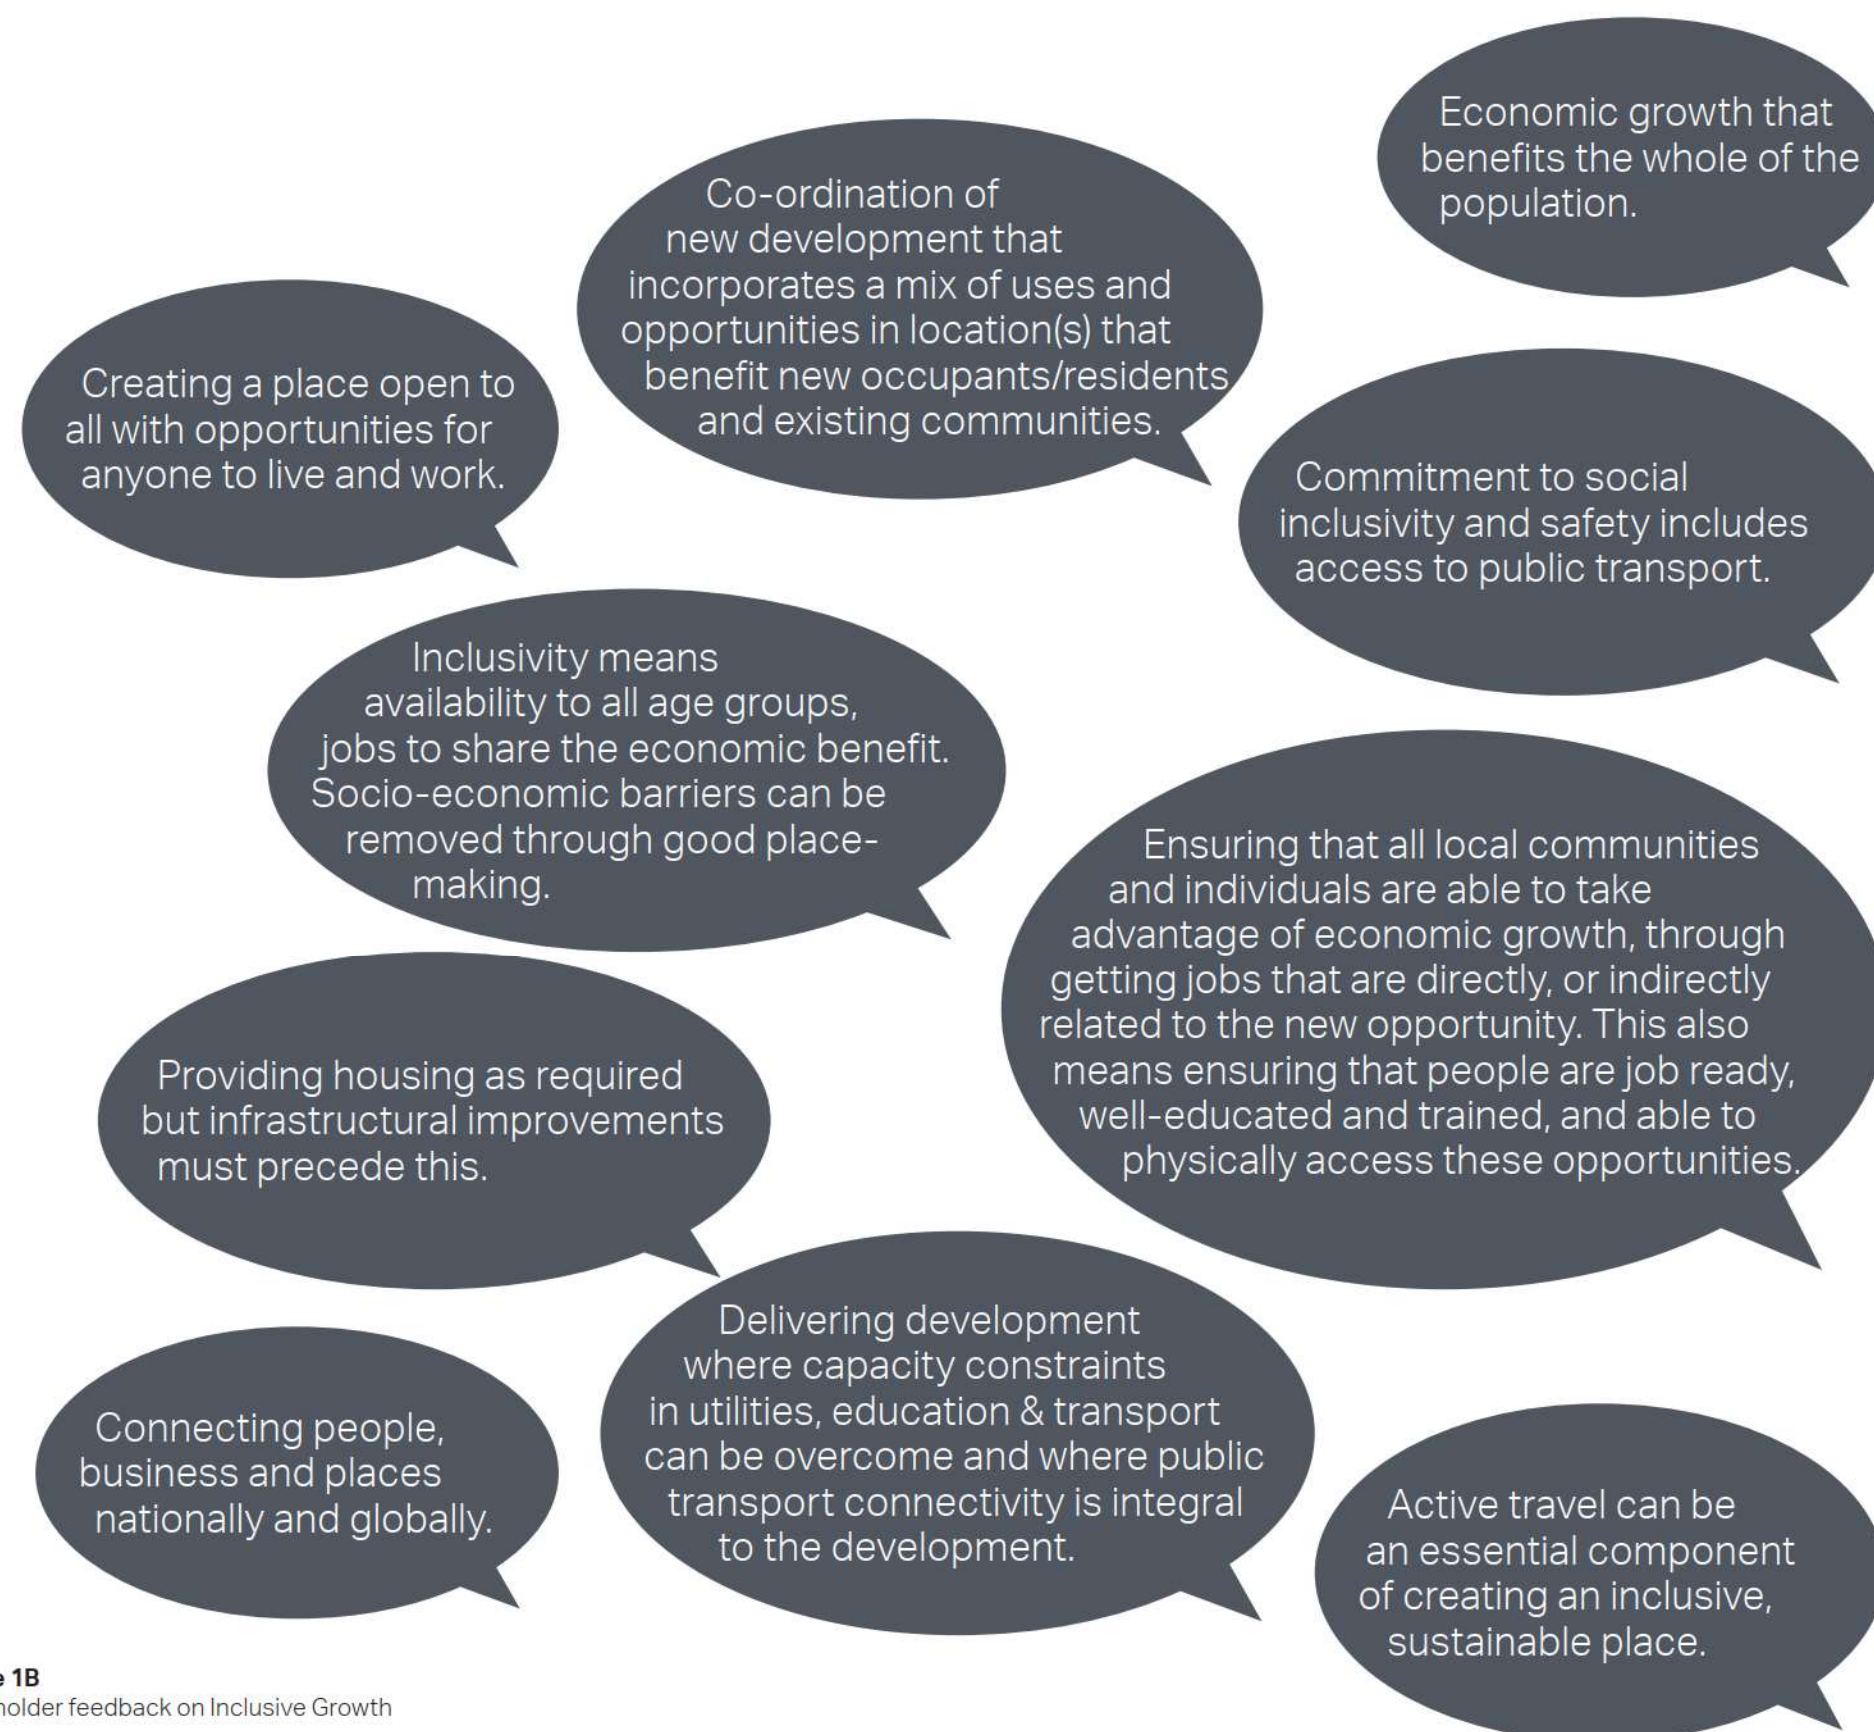 Economic growth that
benefits the whole of the
population.
Co-ordination of
new development that
incorporates a mix of uses and
opportunities in location(s) that
benefit new occupants/residents
and existing communities.
Creating a place open to
all with opportunities for
anyone to live and work.
Commitment to social
inclusivity and safety includes
access to public transport.
Inclusivity means
availability to all age groups,
jobs to share the economic benefit.
Socio-economic barriers can be
removed through good place-
making.
Ensuring that all local communities
and individuals are able to take
advantage of economic growth, through
getting jobs that are directly, or indirectly
related to the new opportunity. This also
means ensuring that people are job ready,
well-educated and trained, and able to
physically access these opportunities.
Providing housing as required
but infrastructural improvements
must precede this.
Delivering development
where capacity constraints
in utilities, education & transport
can be overcome and where public
transport connectivity is integral
to the development.
Connecting people,
business and places
nationally and globally.
Active travel can be
an essential component
of creating an inclusive,
sustainable place.
e 1B
holder feedback on Inclusive Growth